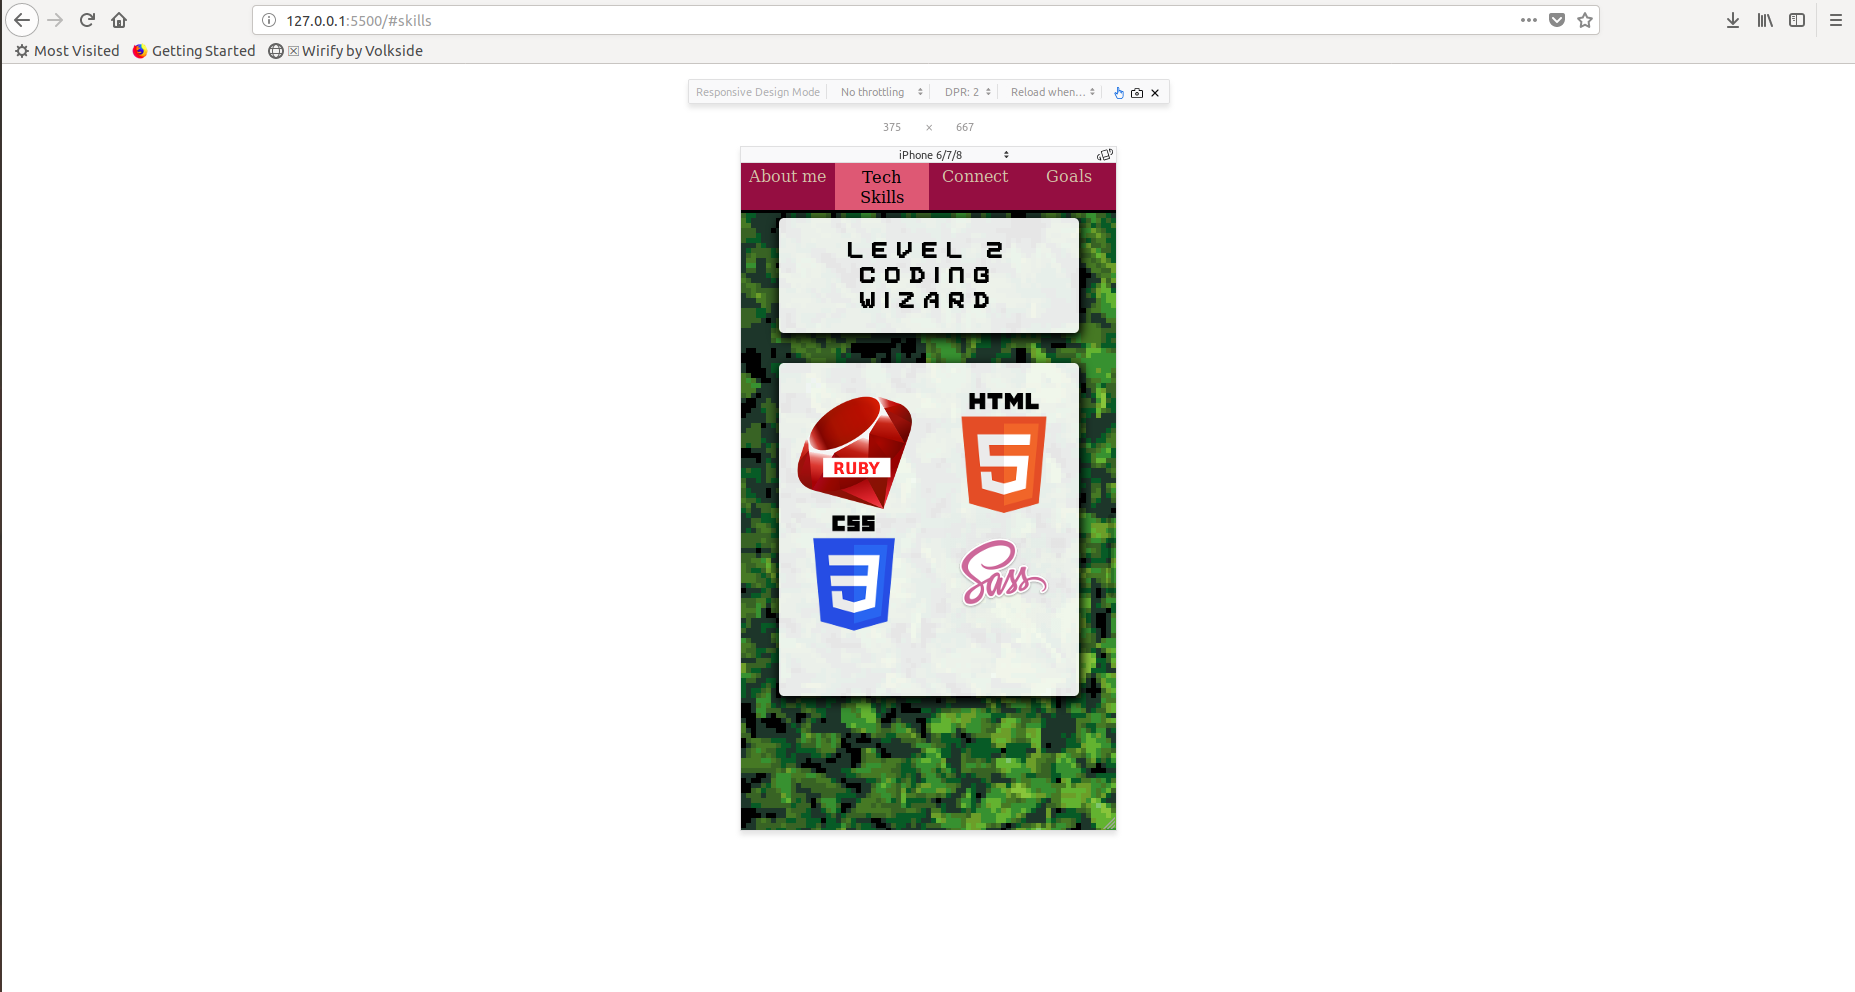 127.0.0.1:5500/#skills
Most Visited Getting Started Wirify by Volkside
Responsive Design Mode No throttling DPR: 2 Reload when...
375 × 667
iPhone 6/7/8
About me Tech Skills Connect Goals
LEVEL 2
CODING
WIZARD
RUBY
HTML
5
CSS
3
Sass